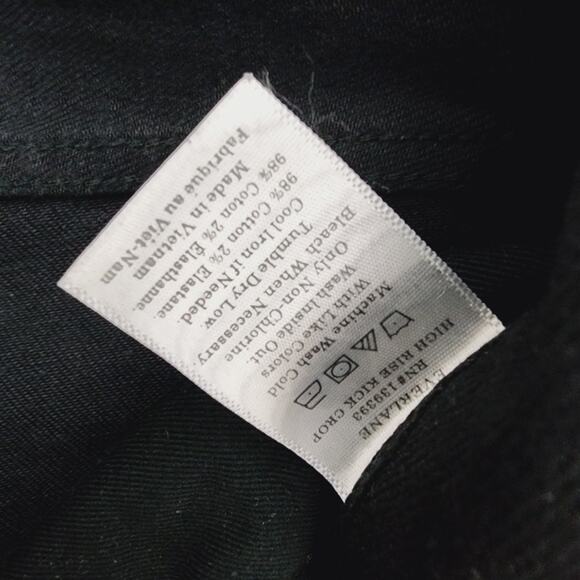 EVERLANE
RN#139393
HIGH RISE KICK CROP
Machine Wash Cold
With Like Colors
Wash Inside Out.
Only Non-Chlorine
Bleach When Necessary
Tumble Dry Low
Cool Iron if Needed
98% Cotton 2% Elastane.
98% Coton 2% Élasthanne.
Made in Vietnam
Fabriqué au Viet-Nam